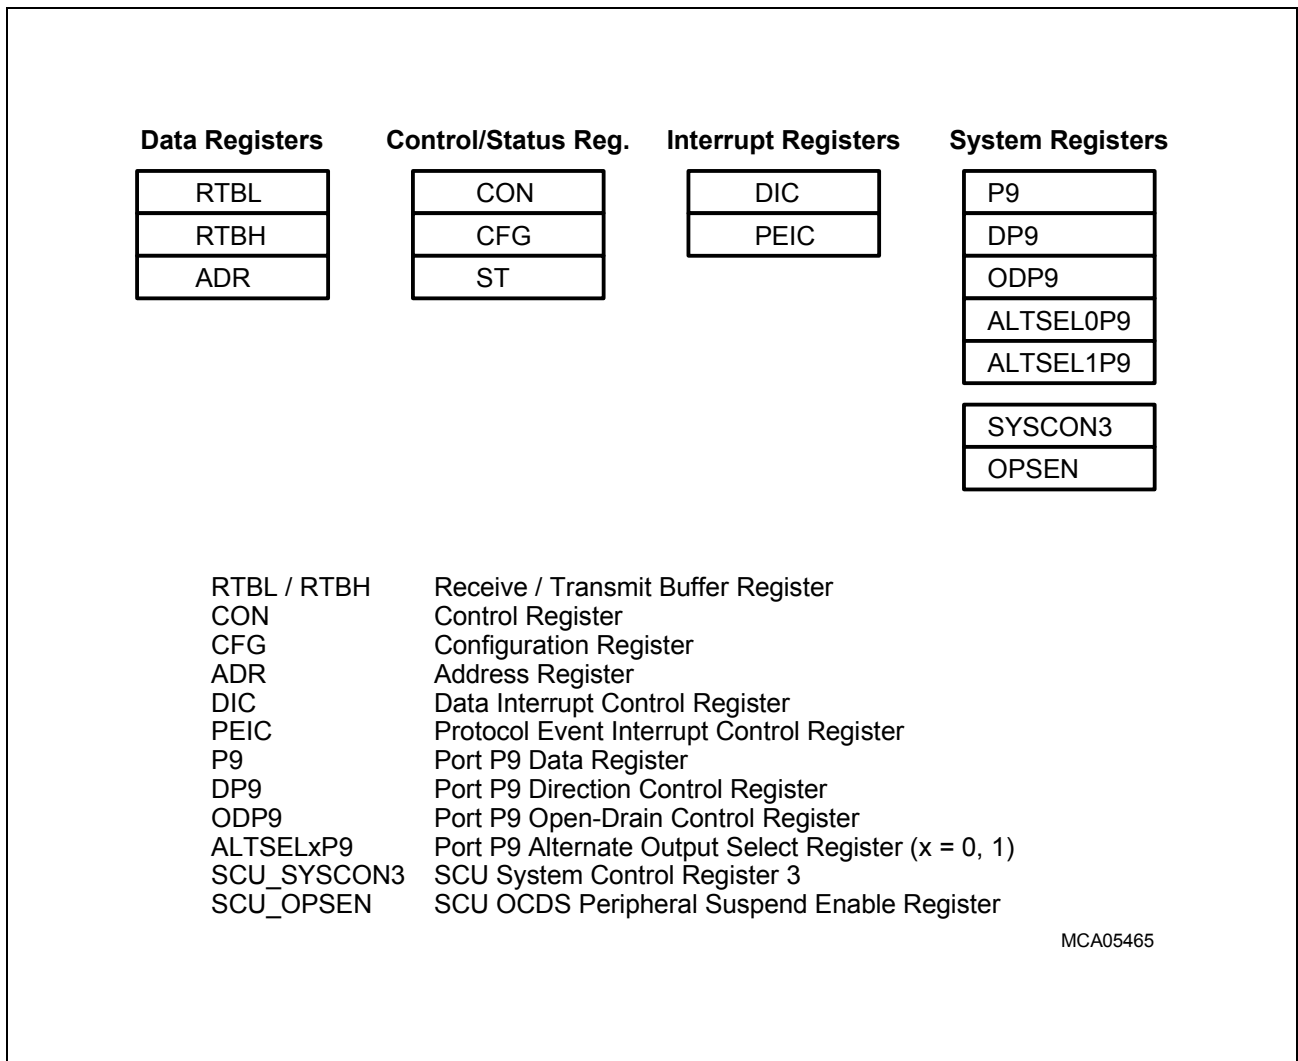 Data Registers Control/Status Reg. Interrupt Registers System Registers
RTBL CON DIC P9
RTBH CFG PEIC DP9
ADR ST ODP9
ALTSEL0P9
ALTSEL1P9
SYSCON3
OPSEN
RTBL / RTBH Receive / Transmit Buffer Register
CON Control Register
CFG Configuration Register
ADR Address Register
DIC Data Interrupt Control Register
PEIC Protocol Event Interrupt Control Register
P9 Port P9 Data Register
DP9 Port P9 Direction Control Register
ODP9 Port P9 Open-Drain Control Register
ALTSELxP9 Port P9 Alternate Output Select Register (x = 0, 1)
SCU_SYSCON3 SCU System Control Register 3
SCU_OPSEN SCU OCDS Peripheral Suspend Enable Register
MCA05465